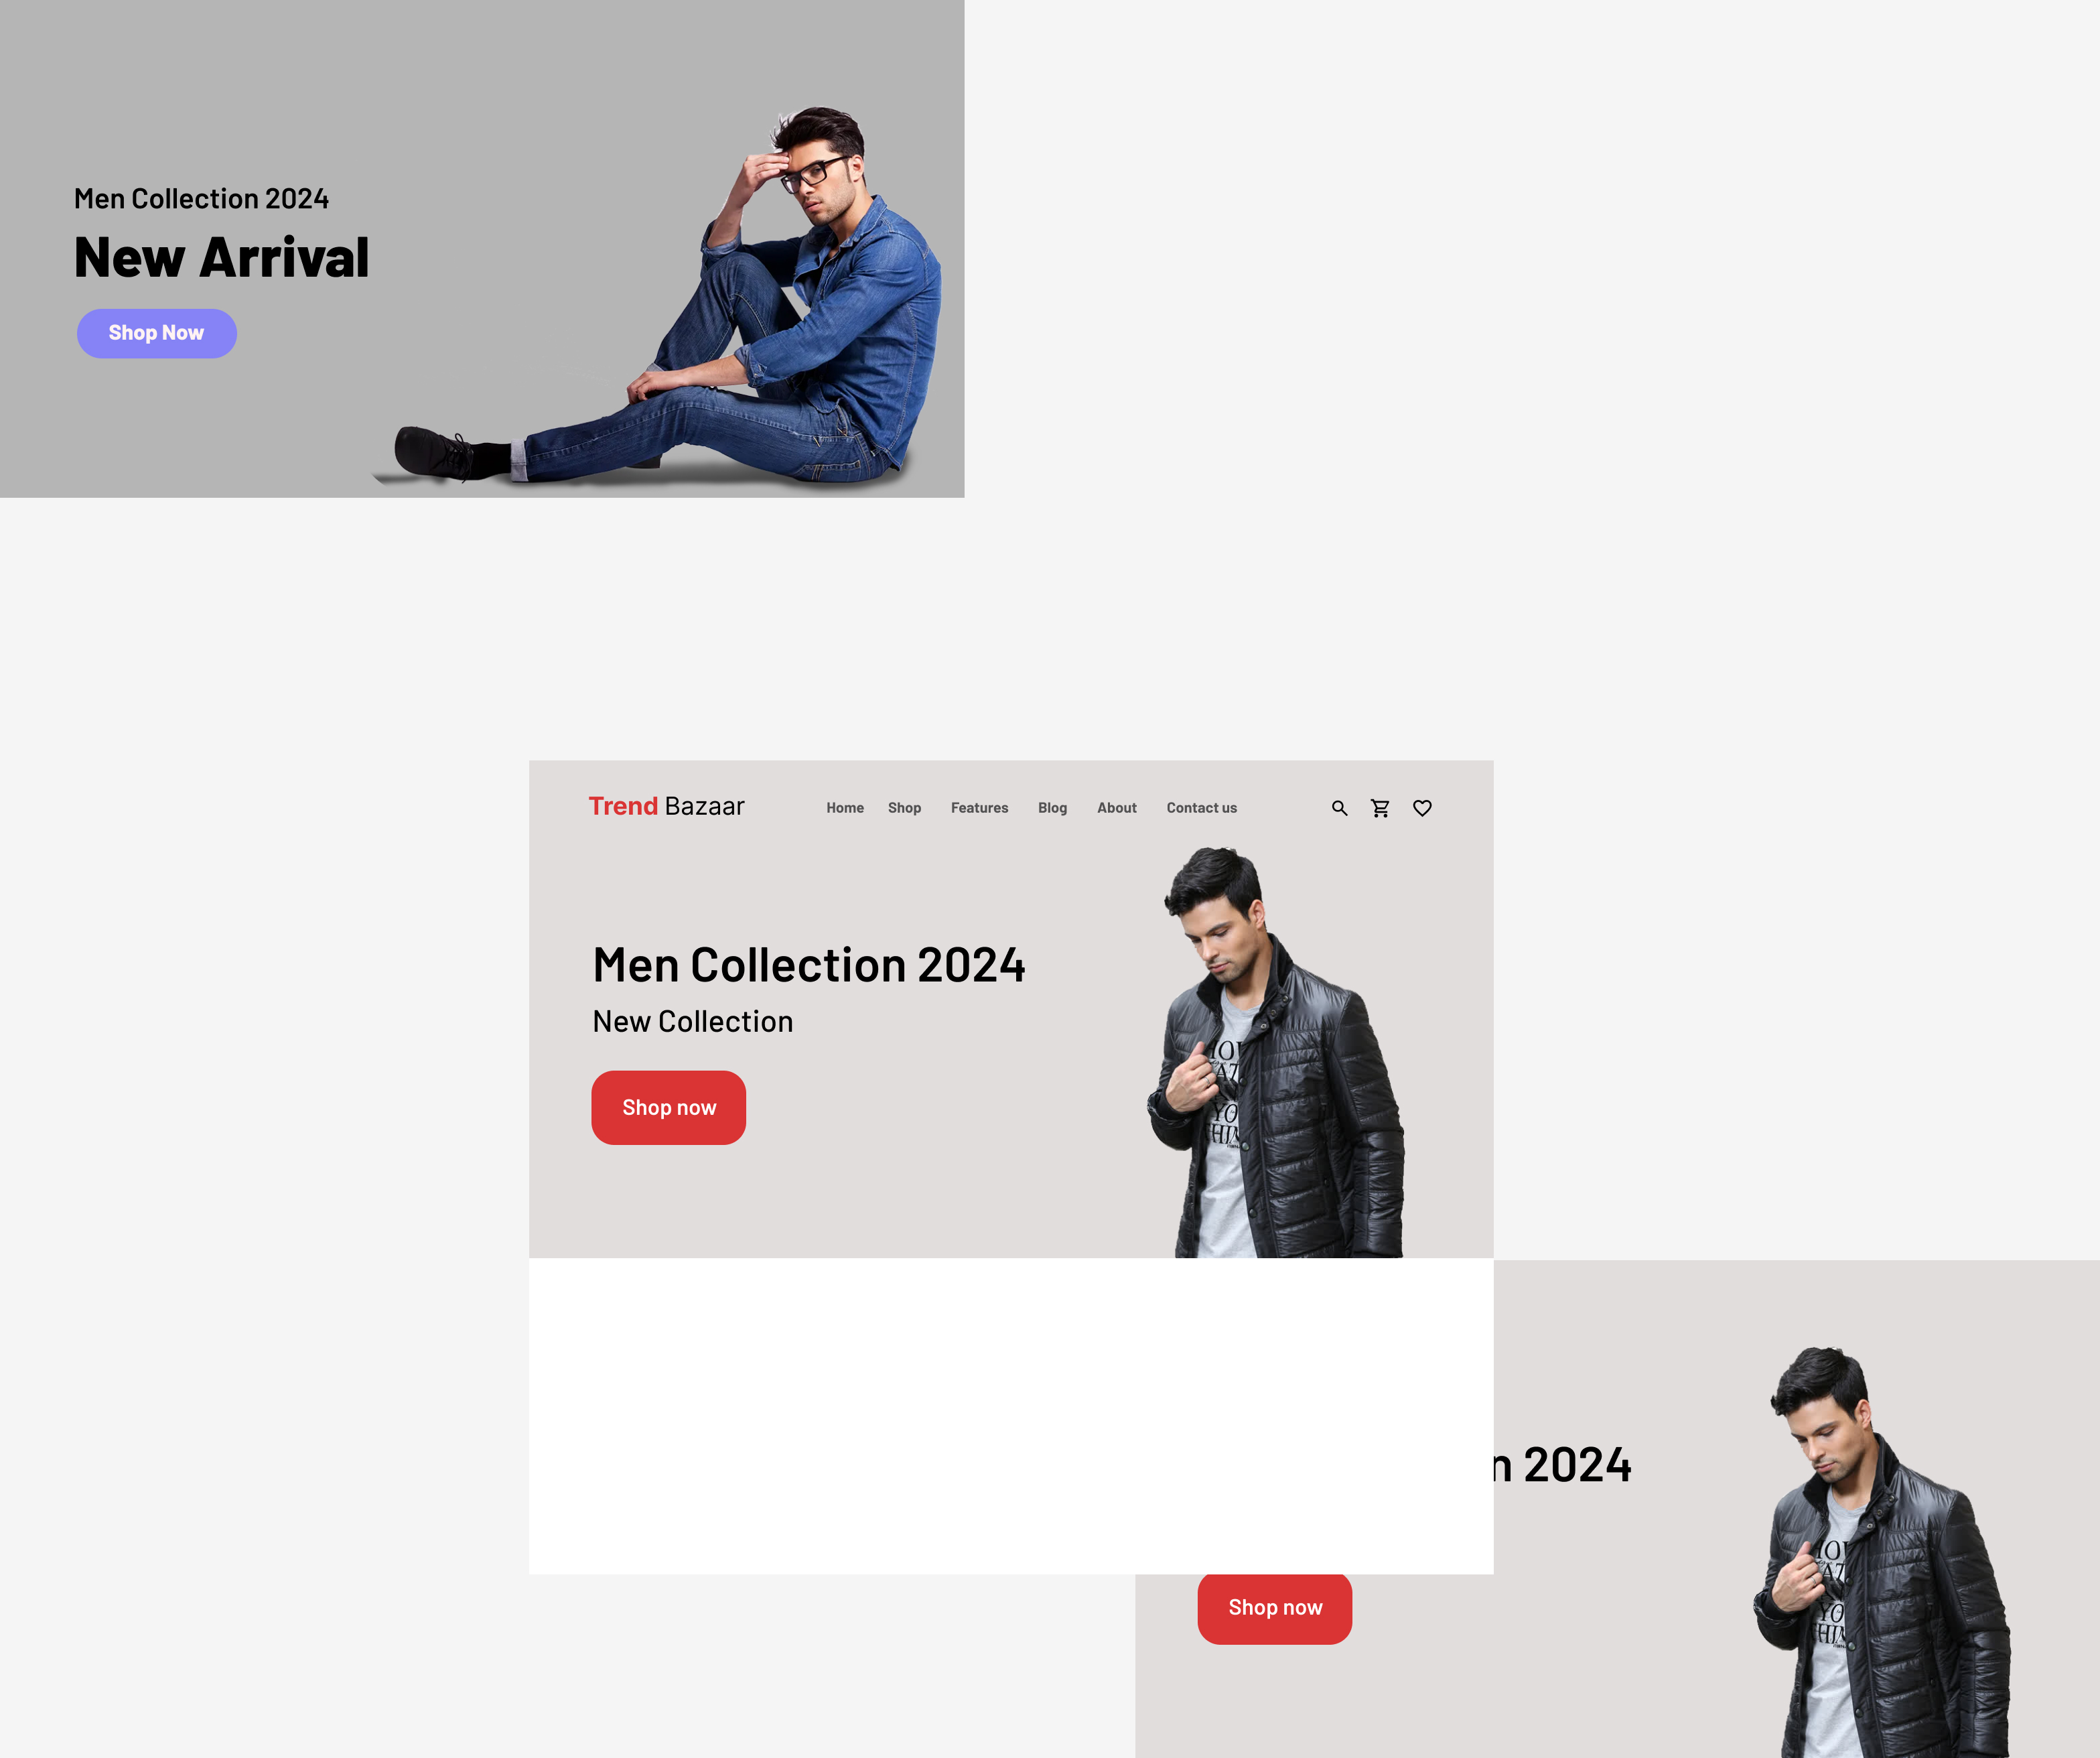 Men Collection 2024
New Arrival
Shop Now
Trend Bazaar Home Shop Features Blog About Contact us
Men Collection 2024
New Collection
Shop now
n 2024
Shop now